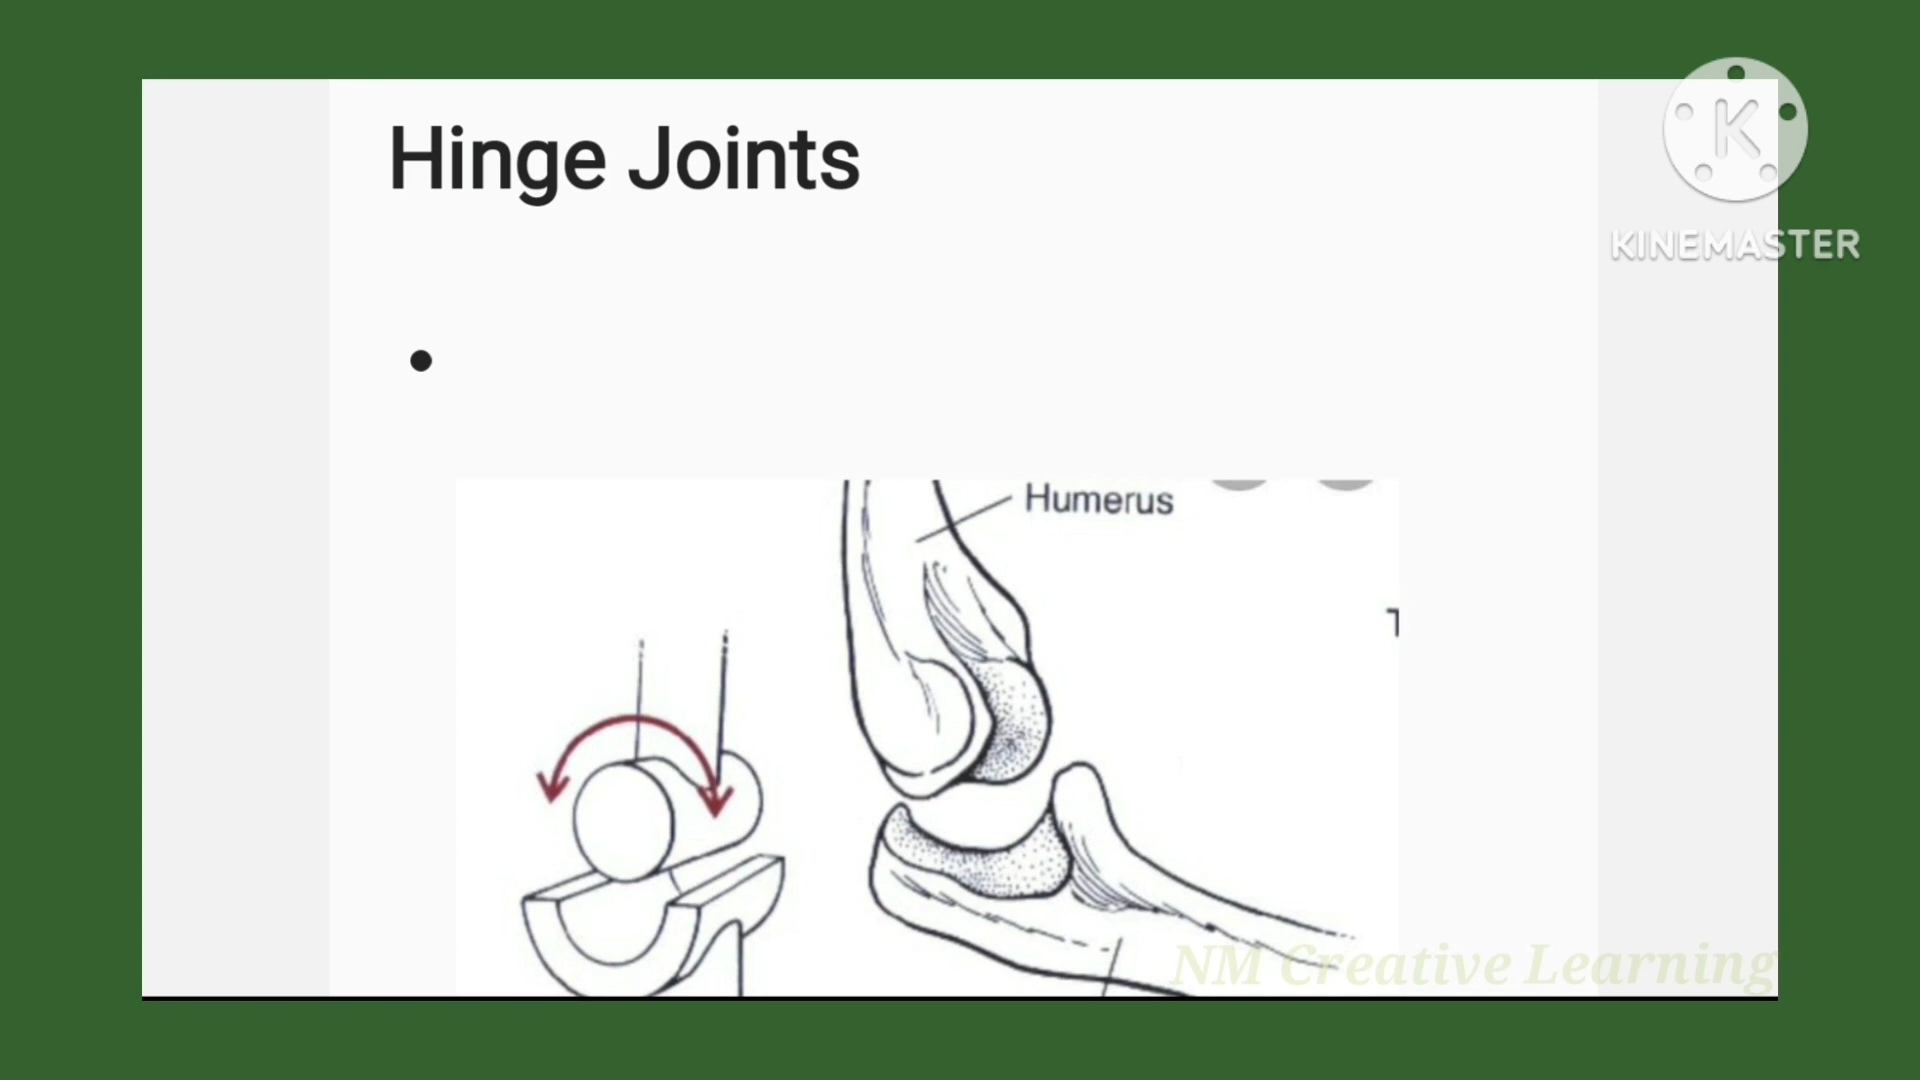 Hinge Joints
K
KINEMASTER
•
Humerus
T
NM Creative Learning